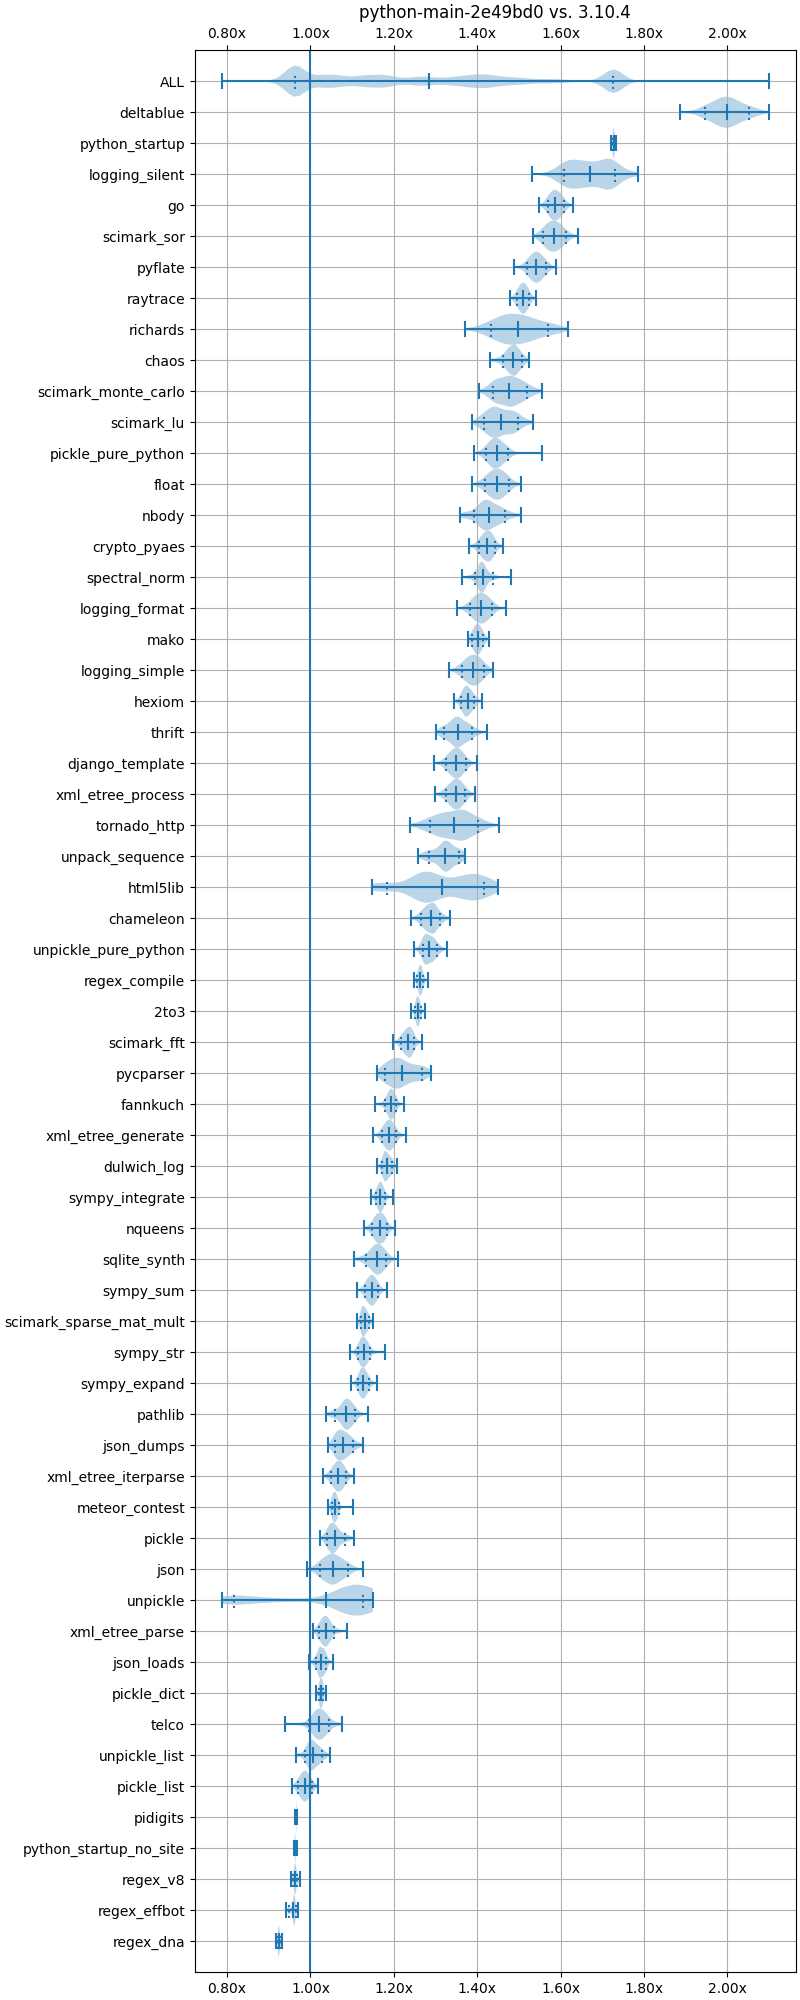 python-main-2e49bd0 vs. 3.10.4
0.80x 1.00x 1.20x 1.40x 1.60x 1.80x 2.00x
ALL
deltablue
python_startup
logging_silent
go
scimark_sor
pyflate
raytrace
richards
chaos
scimark_monte_carlo
scimark_lu
pickle_pure_python
float
nbody
crypto_pyaes
spectral_norm
logging_format
mako
logging_simple
hexiom
thrift
django_template
xml_etree_process
tornado_http
unpack_sequence
html5lib
chameleon
unpickle_pure_python
regex_compile
2to3
scimark_fft
pycparser
fannkuch
xml_etree_generate
dulwich_log
sympy_integrate
nqueens
sqlite_synth
sympy_sum
scimark_sparse_mat_mult
sympy_str
sympy_expand
pathlib
json_dumps
xml_etree_iterparse
meteor_contest
pickle
json
unpickle
xml_etree_parse
json_loads
pickle_dict
telco
unpickle_list
pickle_list
pidigits
python_startup_no_site
regex_v8
regex_effbot
regex_dna
0.80x 1.00x 1.20x 1.40x 1.60x 1.80x 2.00x